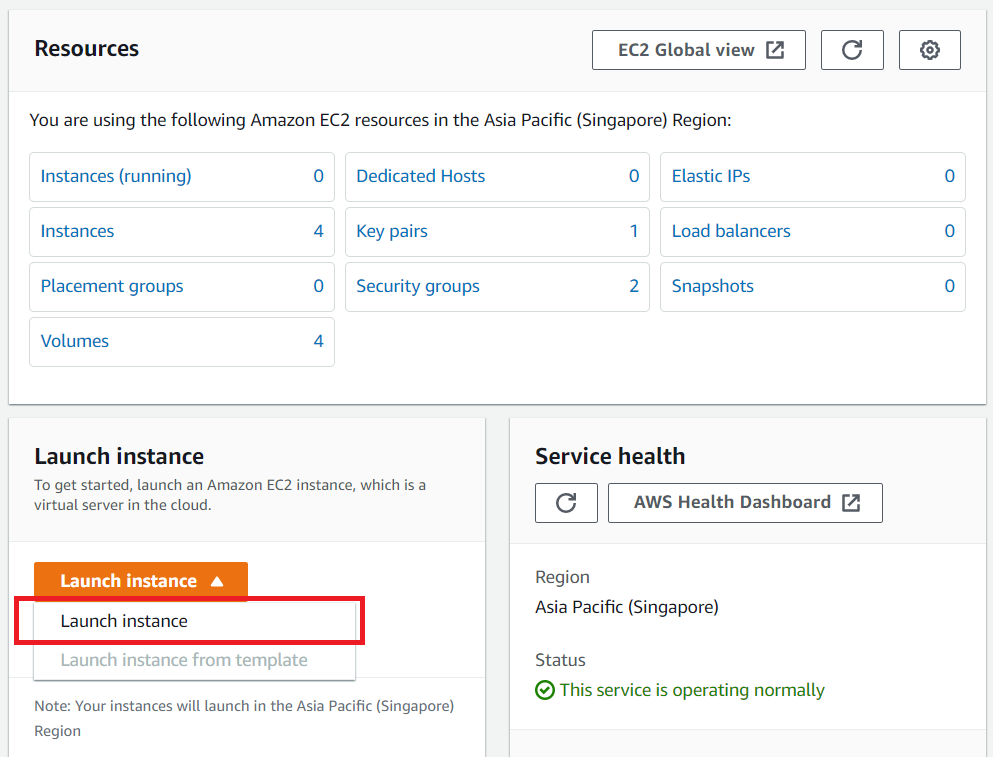 Resources
EC2 Global view
You are using the following Amazon EC2 resources in the Asia Pacific (Singapore) Region:
Instances (running) 0
Dedicated Hosts 0
Elastic IPs 0
Instances 4
Key pairs 1
Load balancers 0
Placement groups 0
Security groups 2
Snapshots 0
Volumes 4
Launch instance
To get started, launch an Amazon EC2 instance, which is a
virtual server in the cloud.
Launch instance
Launch instance
Launch instance from template
Note: Your instances will launch in the Asia Pacific (Singapore)
Region
Service health
AWS Health Dashboard
Region
Asia Pacific (Singapore)
Status
This service is operating normally